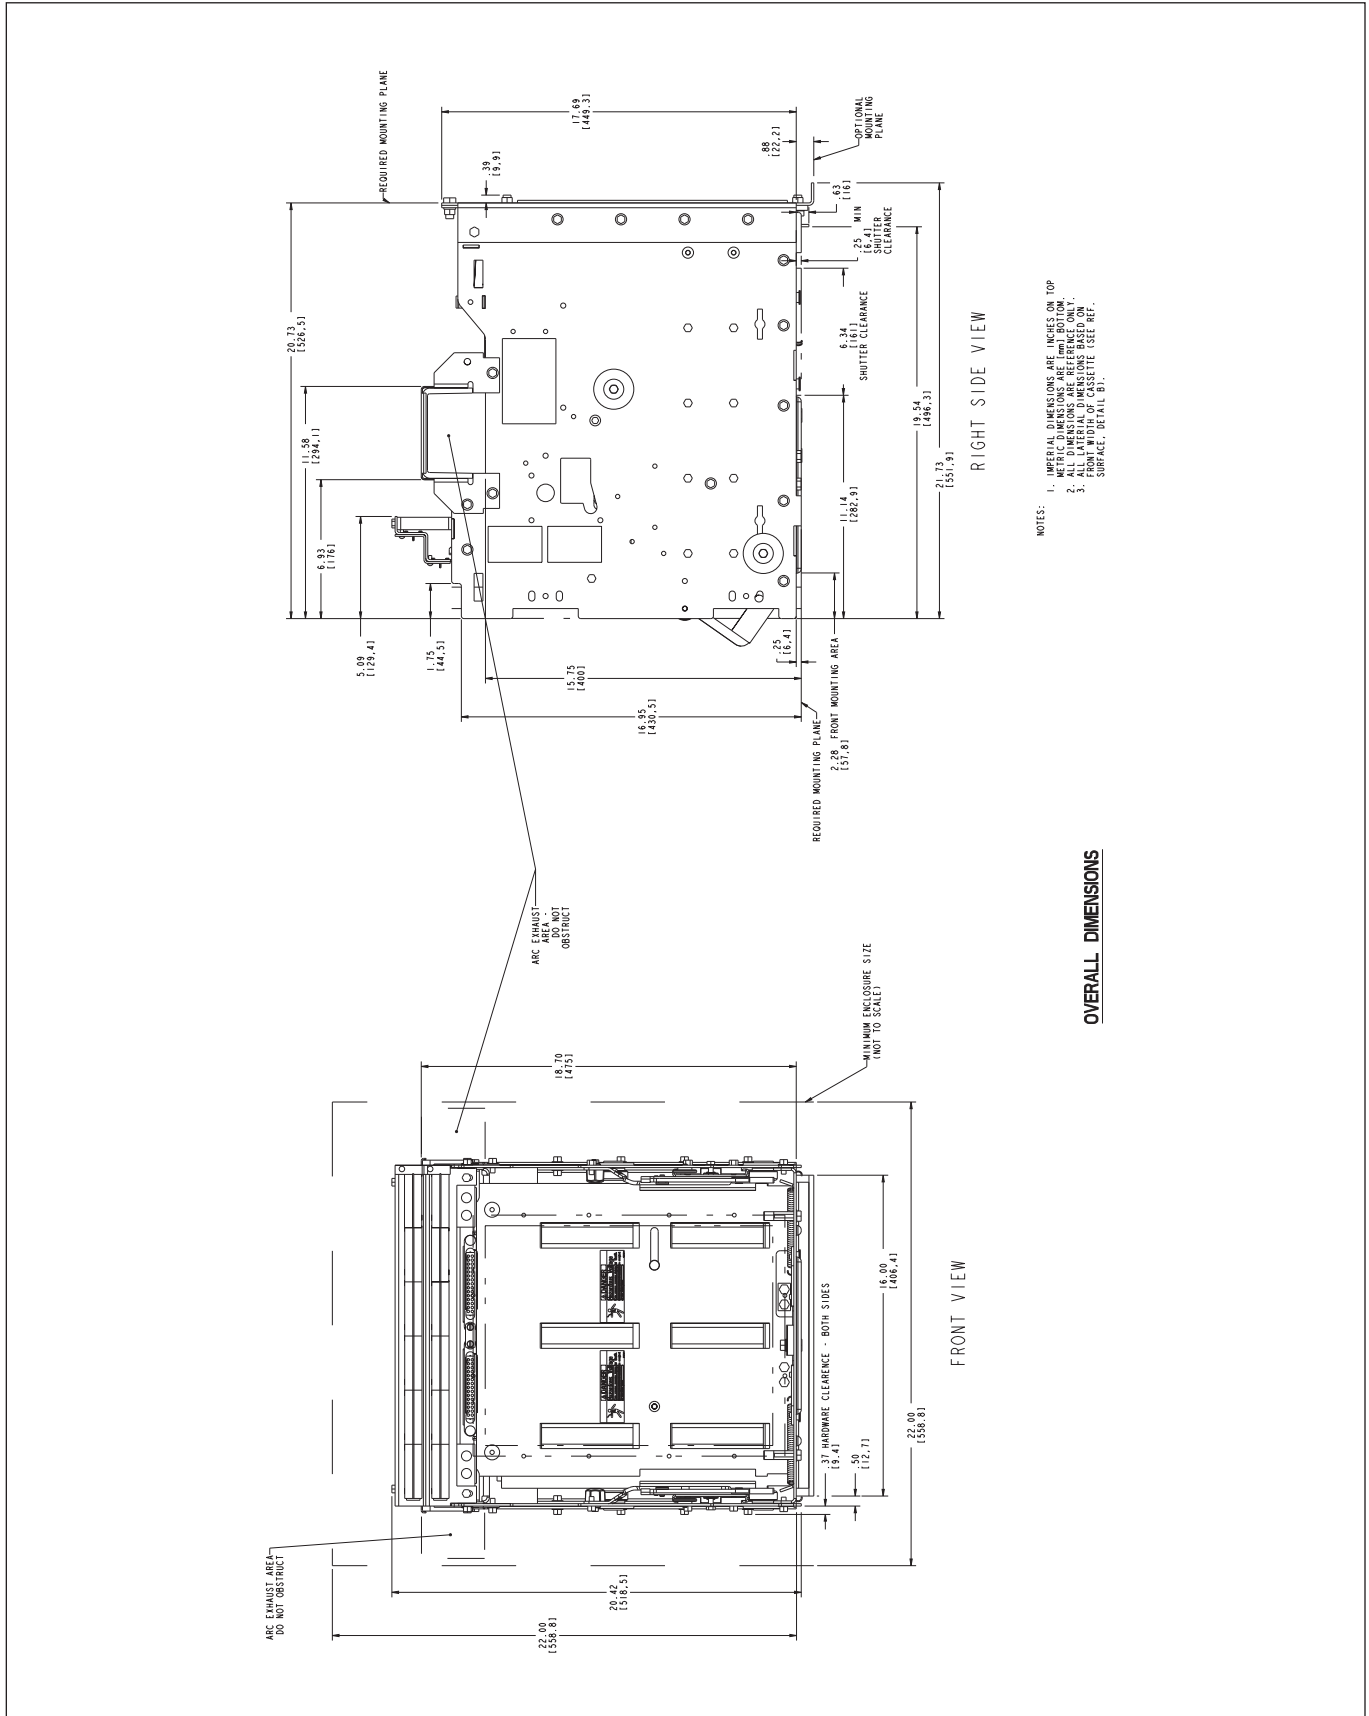 REQUIRED MOUNTING PLANE
17.69
[449.3]
.39
[9.9]
.88
[22.2]
OPTIONAL
MOUNTING
PLANE
.63
[16]
.25 MIN
[6.4]
SHUTTER
CLEARANCE
20.73
[526.5]
11.58
[294.1]
6.93
[176]
5.09
[129.4]
1.75
[44.5]
6.34
[161]
SHUTTER CLEARANCE
11.14
[282.9]
19.54
[496.3]
21.73
[551.9]
.25
[6.4]
15.75
[400]
16.95
[430.5]
REQUIRED MOUNTING PLANE
2.28 FRONT MOUNTING AREA
[57.8]
RIGHT SIDE VIEW
NOTES:
1. IMPERIAL DIMENSIONS ARE INCHES ON TOP
METRIC DIMENSIONS ARE [mm] BOTTOM.
2. ALL DIMENSIONS ARE REFERENCE ONLY.
3. ALL LATERIAL DIMENSIONS BASED ON
FRONT WIDTH OF CASSETTE (SEE REF.
SURFACE, DETAIL B).
ARC EXHAUST
AREA -
DO NOT
OBSTRUCT
OVERALL DIMENSIONS
MINIMUM ENCLOSURE SIZE
(NOT TO SCALE)
18.70
[475]
DANGER
DANGER
16.00
[406.4]
.37 HARDWARE CLEARENCE - BOTH SIDES
[9.4]
.50
[12.7]
22.00
[558.8]
FRONT VIEW
ARC EXHAUST AREA
DO NOT OBSTRUCT
20.42
[518.5]
22.00
[558.8]